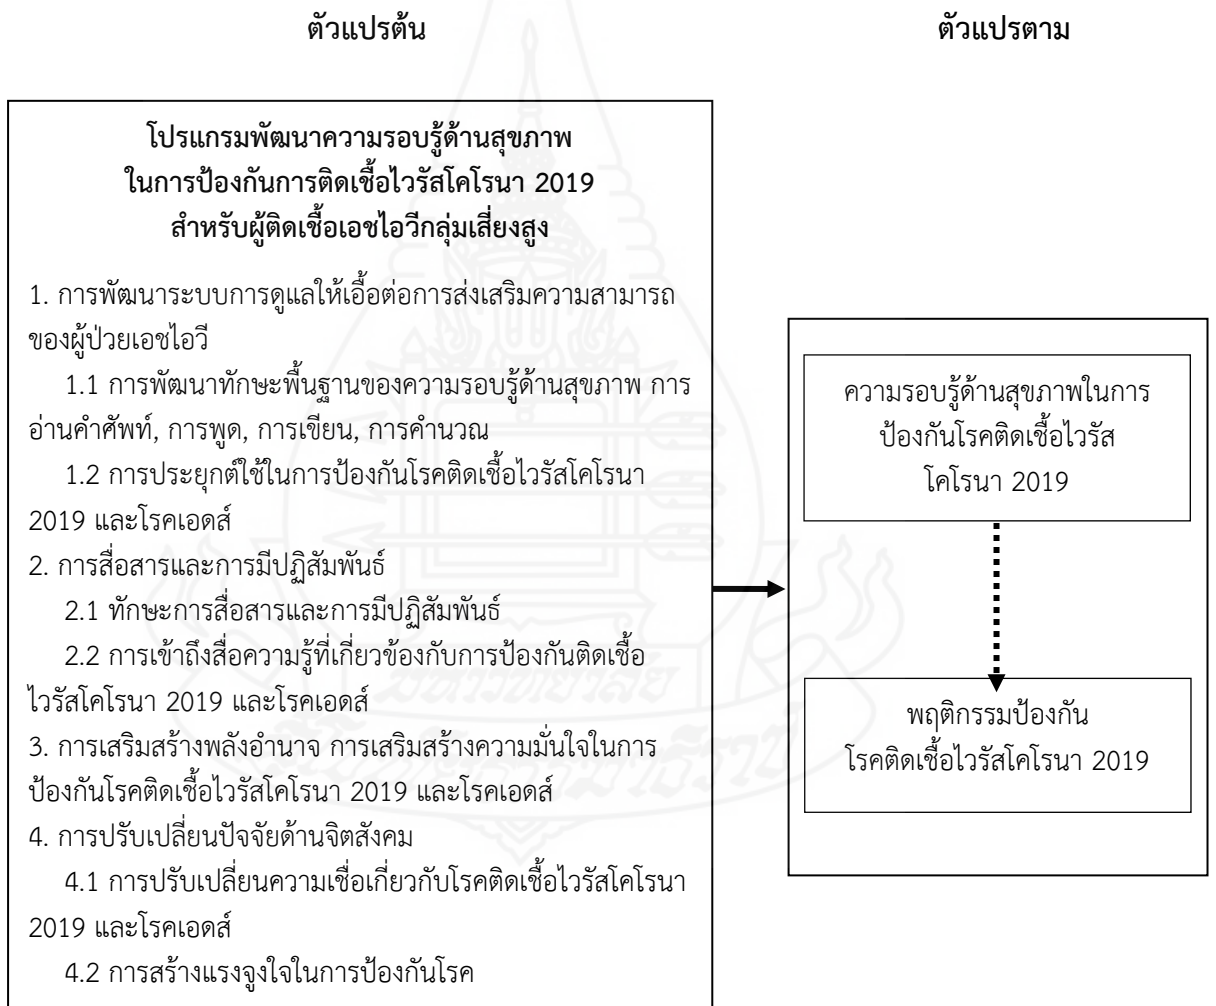 ตัวแปรต้น
ตัวแปรตาม
โปรแกรมพัฒนาความรอบรู้ด้านสุขภาพ
ในการป้องกันการติดเชื้อไวรัสโคโรนา 2019
สำหรับผู้ติดเชื้อเอชไอวีกลุ่มเสี่ยงสูง
1. การพัฒนาระบบการดูแลให้เอื้อต่อการส่งเสริมความสามารถ
ของผู้ป่วยเอชไอวี
1.1 การพัฒนาทักษะพื้นฐานของความรอบรู้ด้านสุขภาพ การ
อ่านคำศัพท์, การพูด, การเขียน, การคำนวณ
1.2 การประยุกต์ใช้ในการป้องกันโรคติดเชื้อไวรัสโคโรนา
2019 และโรคเอดส์
2. การสื่อสารและการมีปฏิสัมพันธ์
2.1 ทักษะการสื่อสารและการมีปฏิสัมพันธ์
2.2 การเข้าถึงสื่อความรู้ที่เกี่ยวข้องกับการป้องกันติดเชื้อ
ไวรัสโคโรนา 2019 และโรคเอดส์
3. การเสริมสร้างพลังอำนาจ การเสริมสร้างความมั่นใจในการ
ป้องกันโรคติดเชื้อไวรัสโคโรนา 2019 และโรคเอดส์
4. การปรับเปลี่ยนปัจจัยด้านจิตสังคม
4.1 การปรับเปลี่ยนความเชื่อเกี่ยวกับโรคติดเชื้อไวรัสโคโรนา
2019 และโรคเอดส์
4.2 การสร้างแรงจูงใจในการป้องกันโรค
ความรอบรู้ด้านสุขภาพในการ
ป้องกันโรคติดเชื้อไวรัส
โคโรนา 2019
พฤติกรรมป้องกัน
โรคติดเชื้อไวรัสโคโรนา 2019